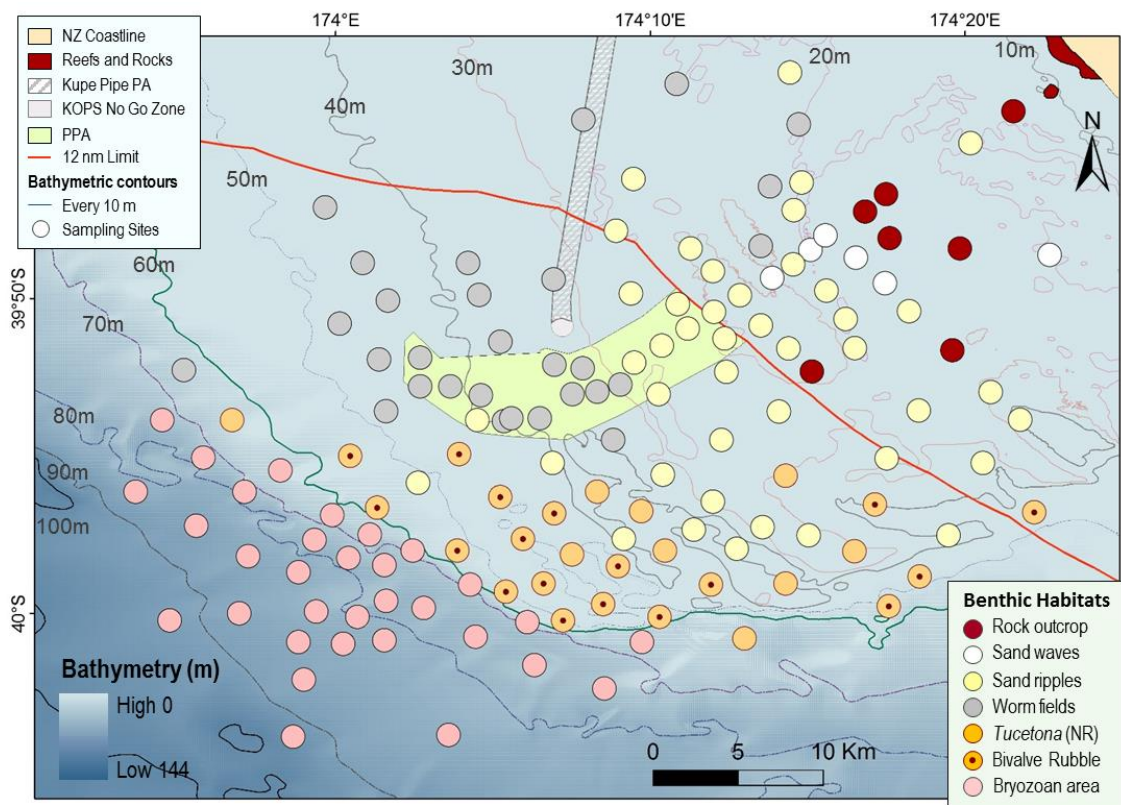 174°E
174°10'E
174°20'E
NZ Coastline
Reefs and Rocks
Kupe Pipe PA
KOPS No Go Zone
PPA
12 nm Limit
Bathymetric contours
Every 10 m
Sampling Sites
10m
20m
30m
40m
50m
60m
70m
80m
90m
100m
N
39°50'S
40°S
Bathymetry (m)
High 0
Low 144
0 5 10 Km
Benthic Habitats
Rock outcrop
Sand waves
Sand ripples
Worm fields
Tucetona (NR)
Bivalve Rubble
Bryozoan area